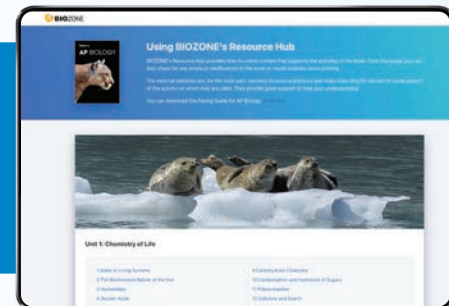 BIOZONE
Using BIOZONE's Resource Hub
AP BIOLOGY
BIOZONE's Resource Hub provides links to online content that supports the activities in the book. From this page, you can
also check for any errata or clarifications to the book or model answers since printing.
The external websites are, for the most part, narrowly focused animations and video clips directly relevant to some aspect
of the activity on which they are cited. They provide great support to help your understanding.
You can download the Pacing Guide for AP Biology
Unit 1: Chemistry of Life
1 Water in Living Systems
2 The Biochemical Nature of the Cell
3 Nucleotides
4 Nucleic Acids
9 Carbohydrate Chemistry
10 Condensation and Hydrolysis of Sugars
11 Polysaccharides
12 Cellulose and Starch